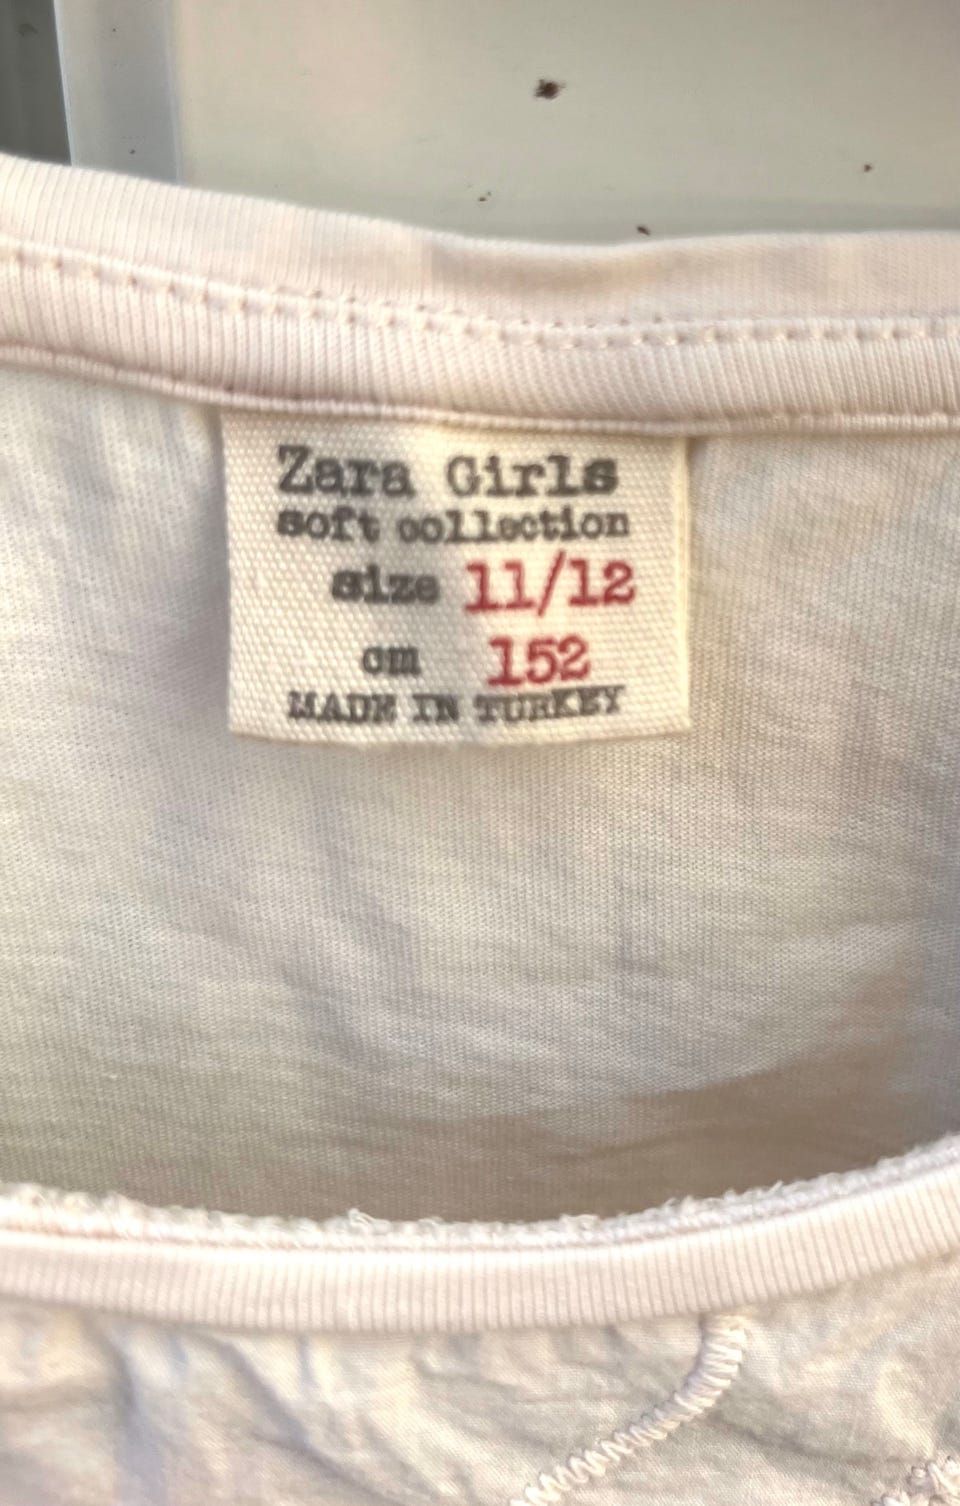 Zara Girls
soft collection
size 11/12
cm 152
MADE IN TURKEY